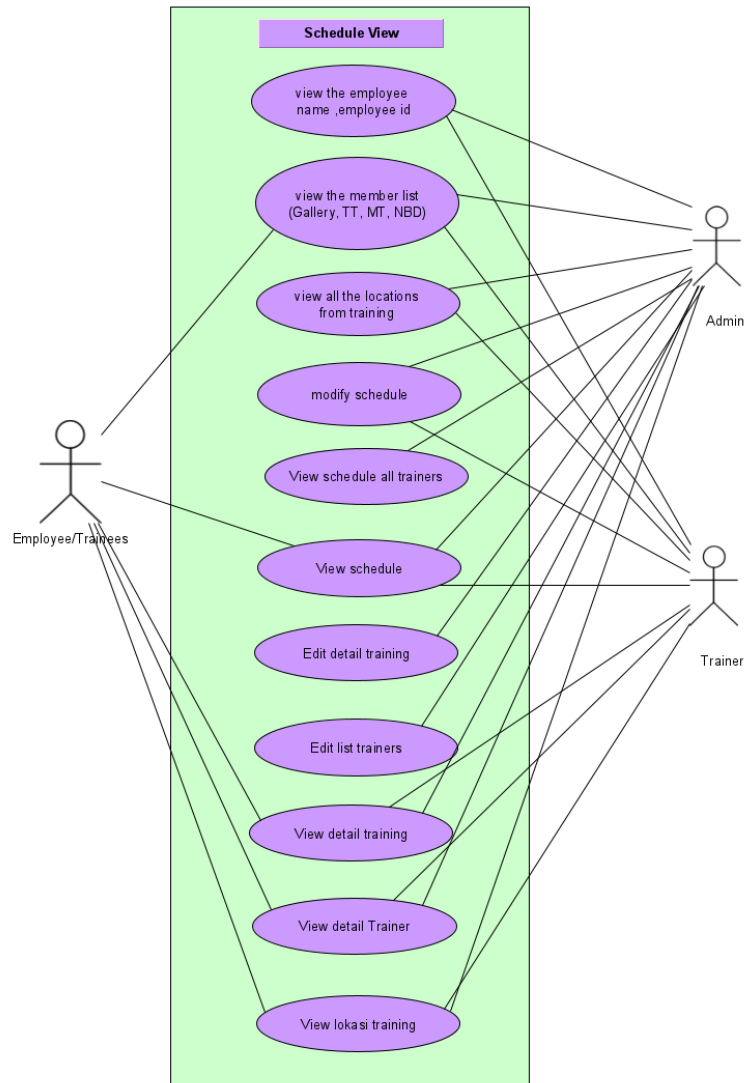 Schedule View
view the employee
name ,employee id
view the member list
(Gallery, TT, MT, NBD)
view all the locations
from training
Admin
modify schedule
View schedule all trainers
Employee/Trainees
View schedule
Edit detail training
Trainer
Edit list trainers
View detail training
View detail Trainer
View lokasi training